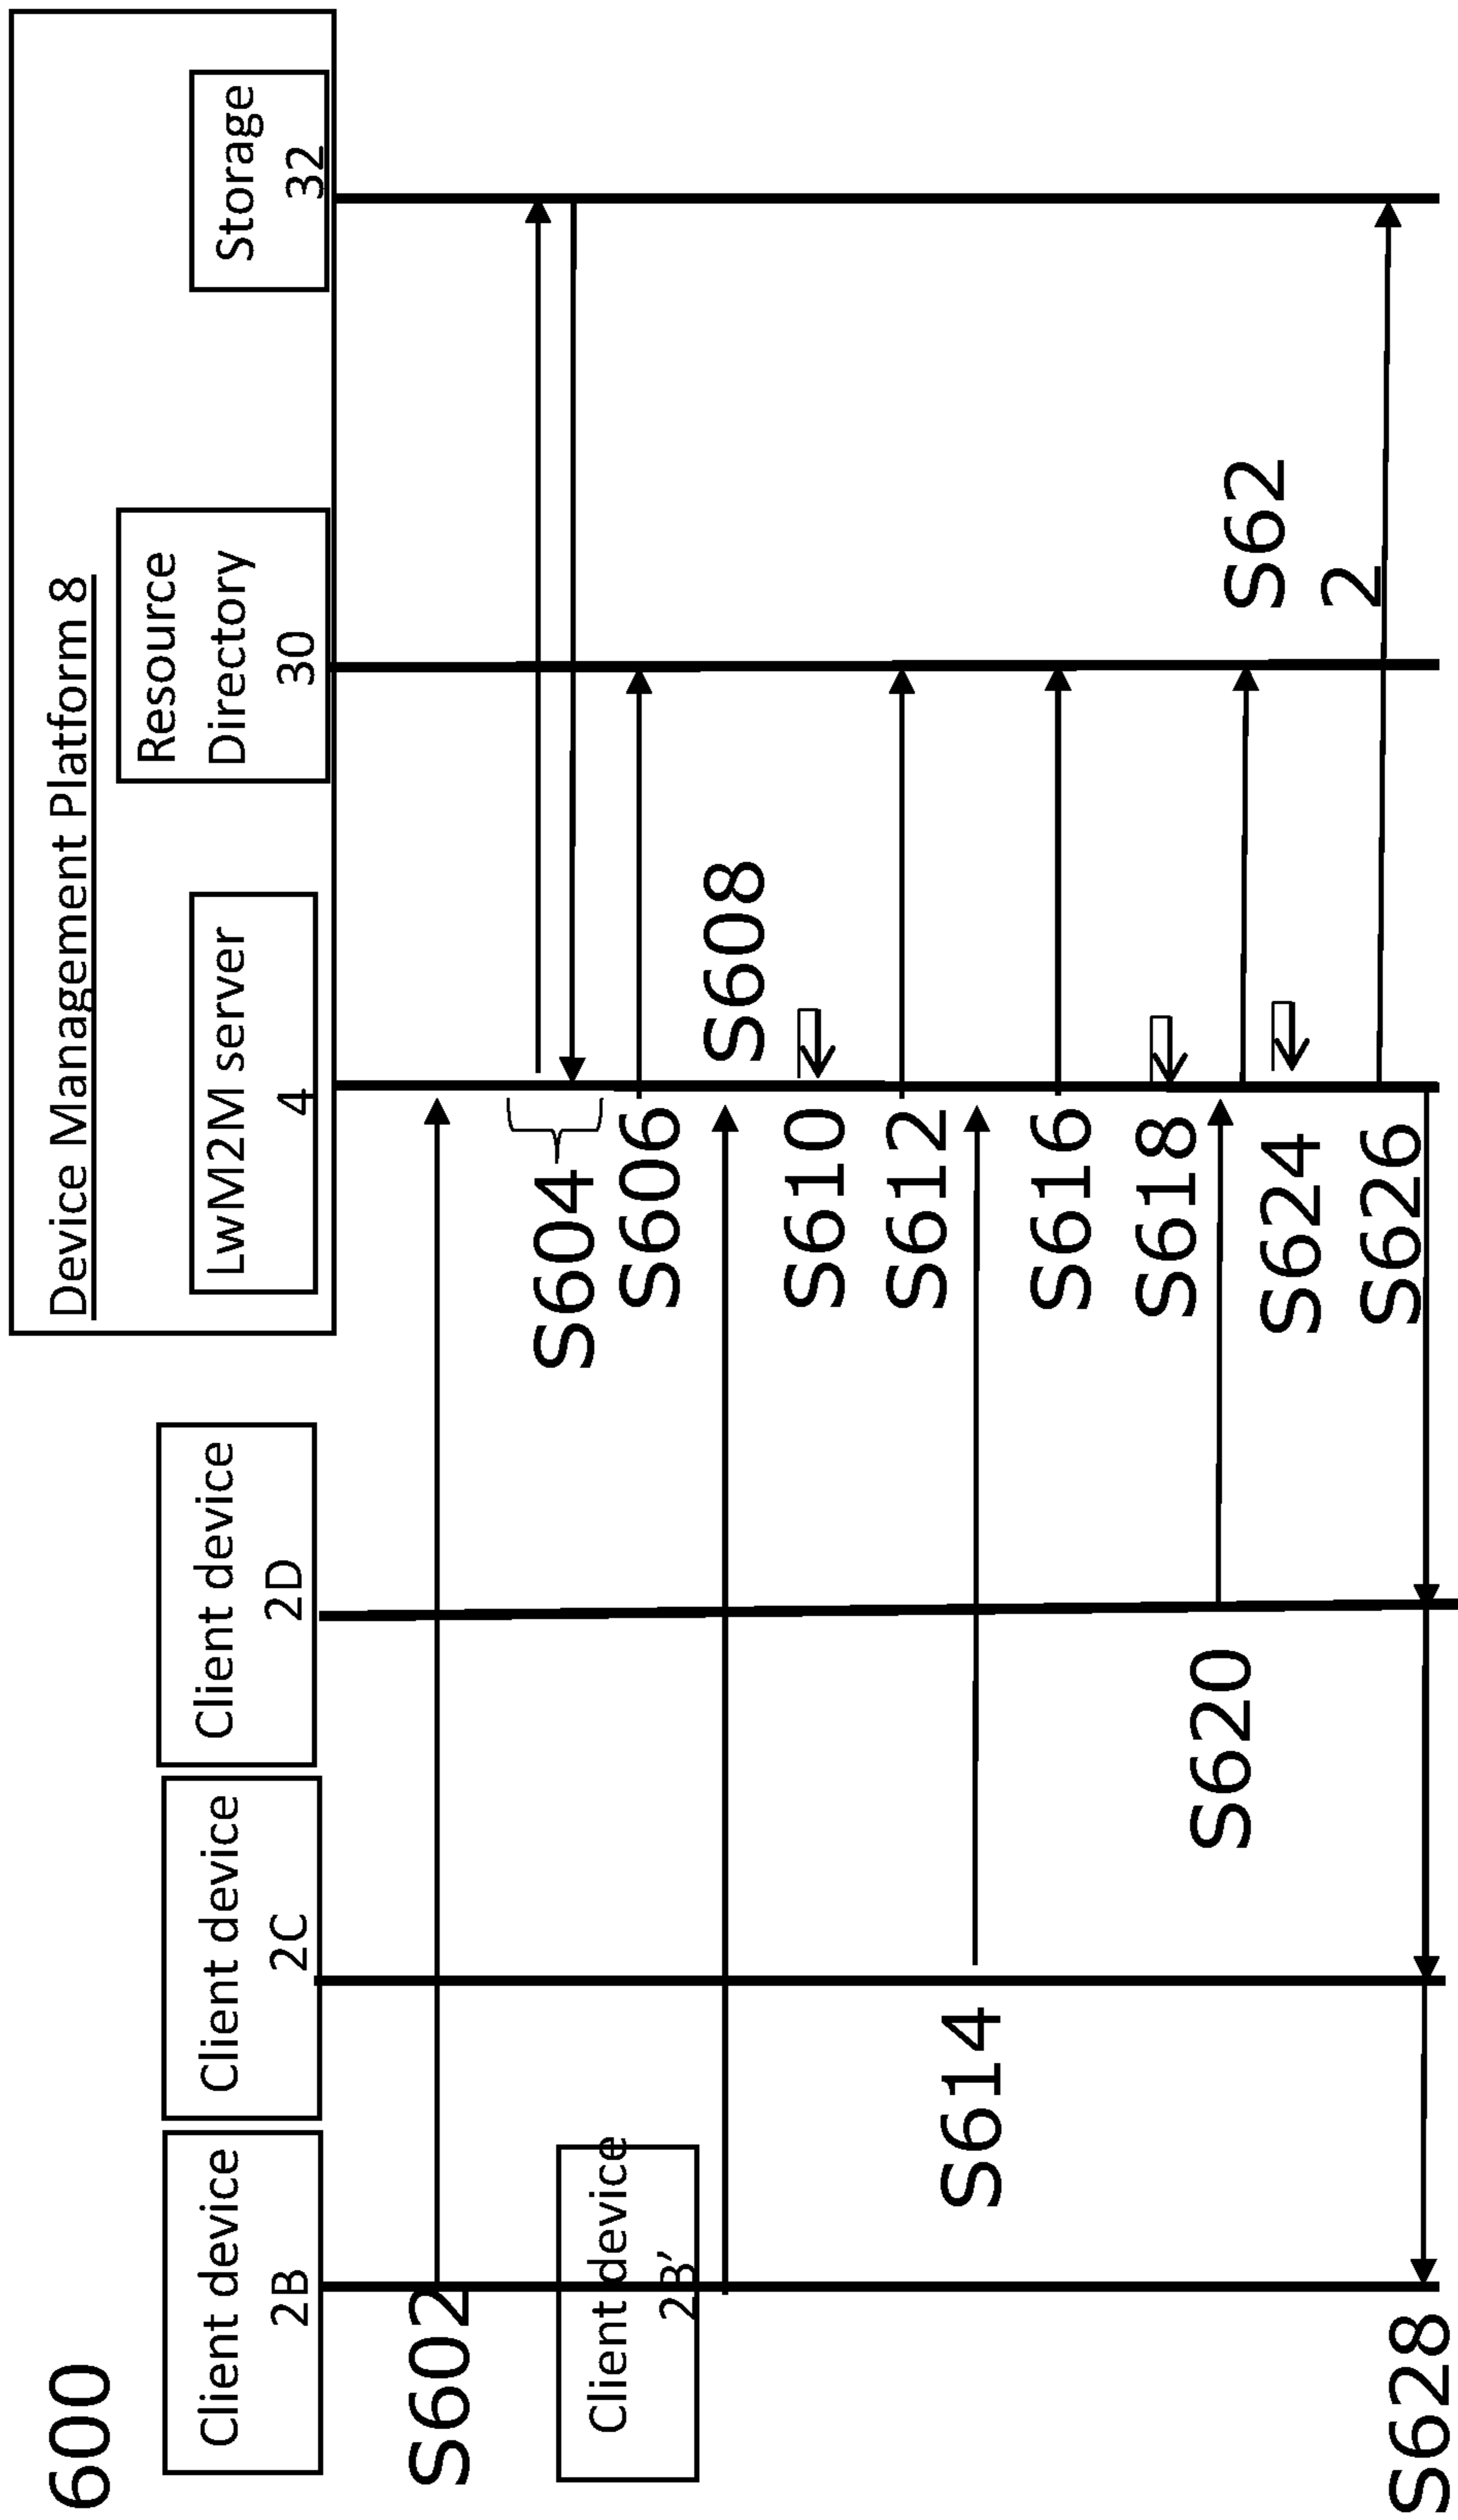 600
Device Management Platform 8
Client device
2B
Client device
2C
Client device
2D
LwM2M server
4
Resource
Directory
30
Storage
32
S602
S604
Client device
2B’
S606
S608
S610
S612
S614
S616
S618
S620
S62
2
S624
S626
S628